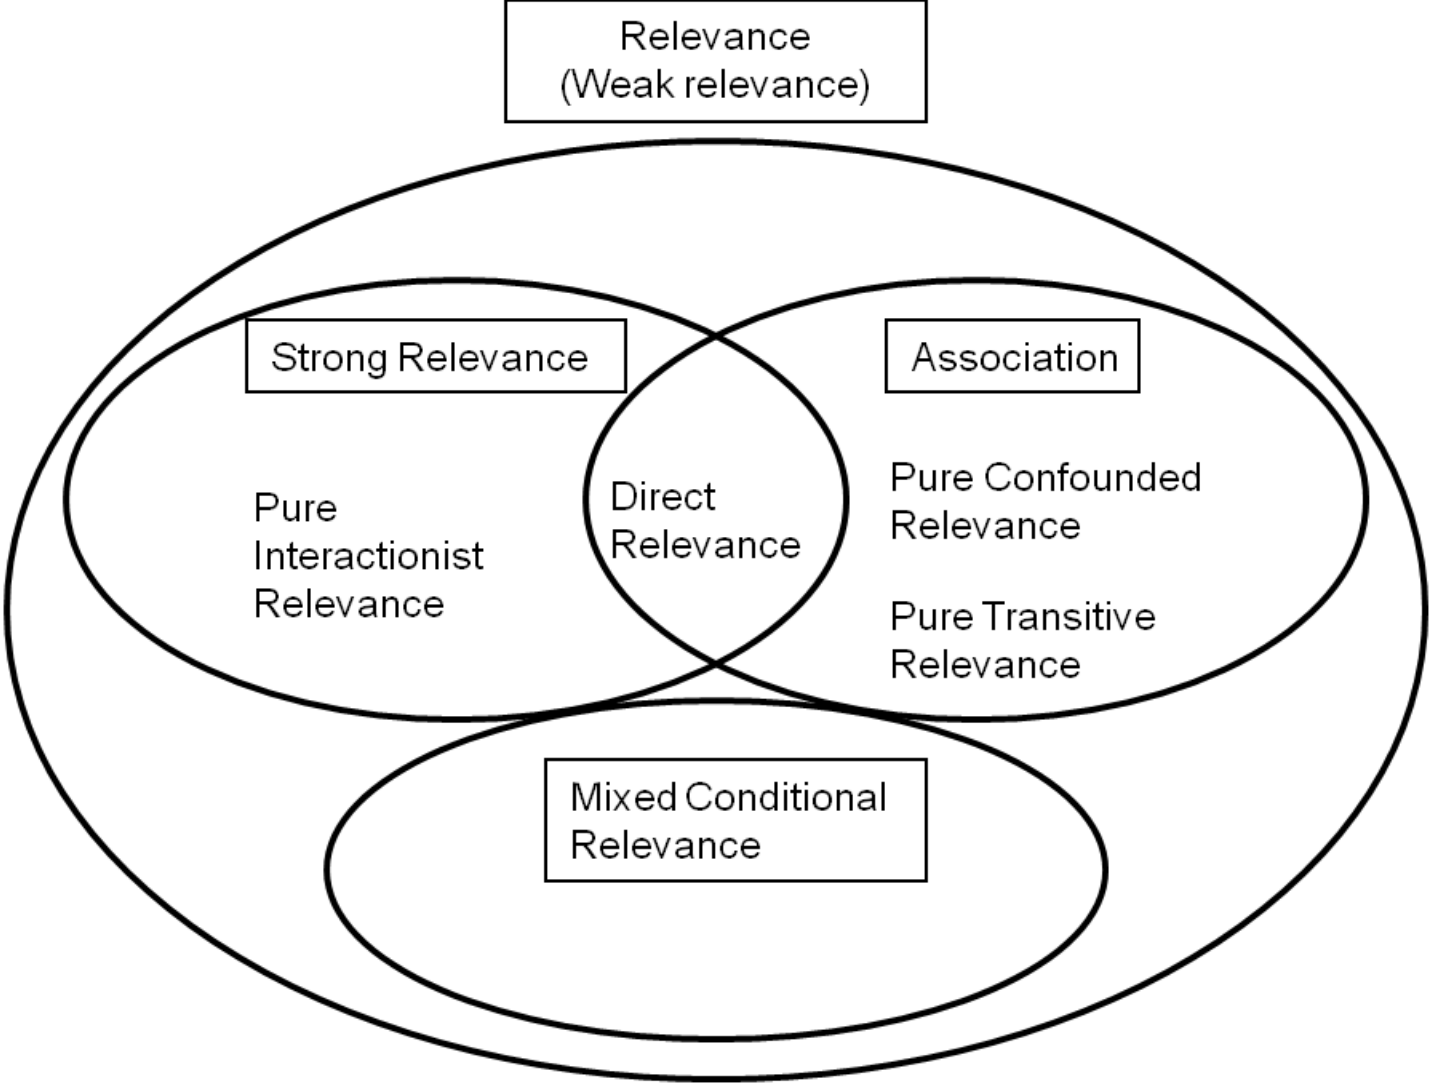 Relevance
(Weak relevance)
Strong Relevance
Association
Pure
Interactionist
Relevance
Direct
Relevance
Pure Confounded
Relevance
Pure Transitive
Relevance
Mixed Conditional
Relevance